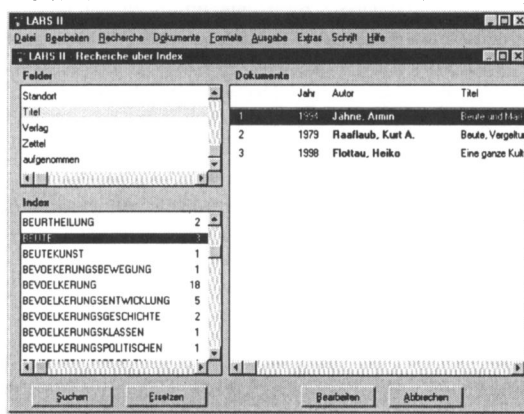 LARS II
Datei Bearbeiten Recherche Dokumente Formate Ausgabe Extras Schrift Hilfe
LARS II Recherche über Index
Felder
Standort
Titel
Verlag
Zettel
aufgenommen
Index
BEURTHEILUNG 2
BEUTE 3
BEUTEKUNST 1
BEVOEKERUNGSBEWEGUNG 1
BEVOELKERUNG 18
BEVOELKERUNGSENTWICKLUNG 5
BEVOELKERUNGSGESCHICHTE 2
BEVOELKERUNGSKLASSEN 1
BEVOELKERUNGSPOLITISCHEN 1
Suchen Ersetzen
Dokumente
Jahr Autor Titel
1 1994 Jähne, Armin Beute und
2 1979 Raaflaub, Kurt A. Beute, Vergeltu
3 1998 Flottau, Heiko Eine ganze Kult
Bearbeiten Abbrechen